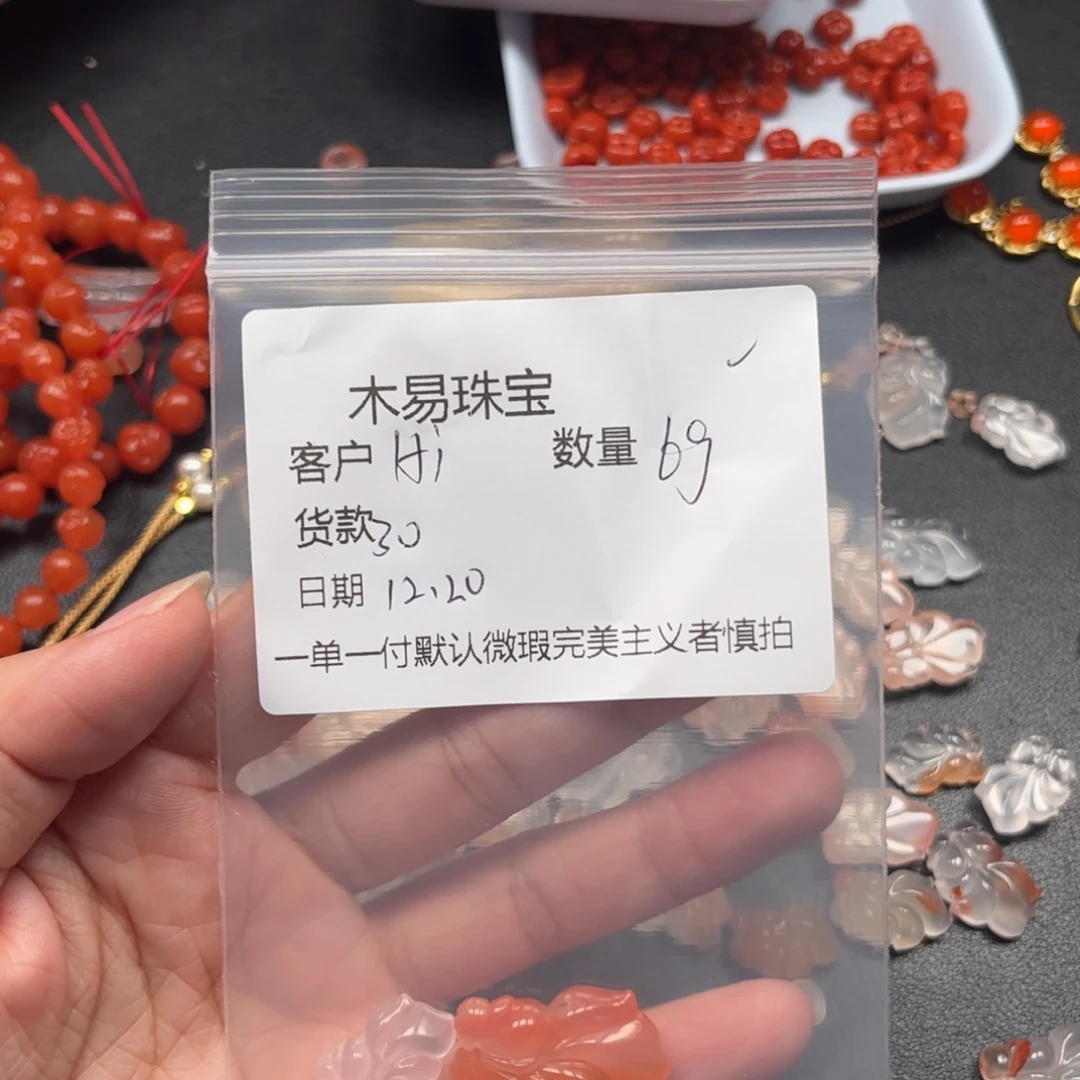 木易珠宝
客户 Hi 数量 6g
货款 30
日期 12.20
一单一付默认微瑕完美主义者慎拍